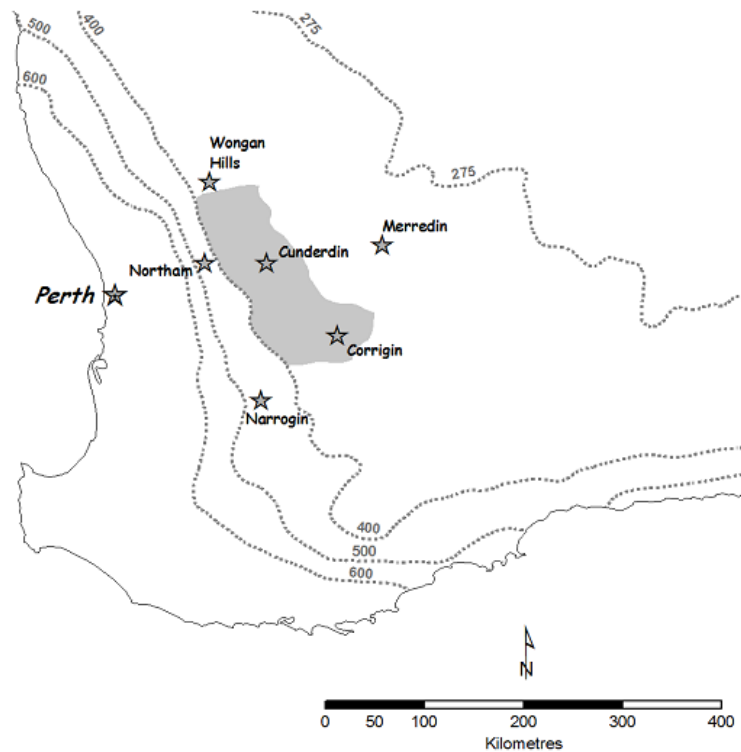 500
400
275
600
Wongan
Hills
275
Merredin
Cunderdin
Northam
Perth
Corrigin
Narrogin
400
500
600
N
0 50 100 200 300 400
Kilometres